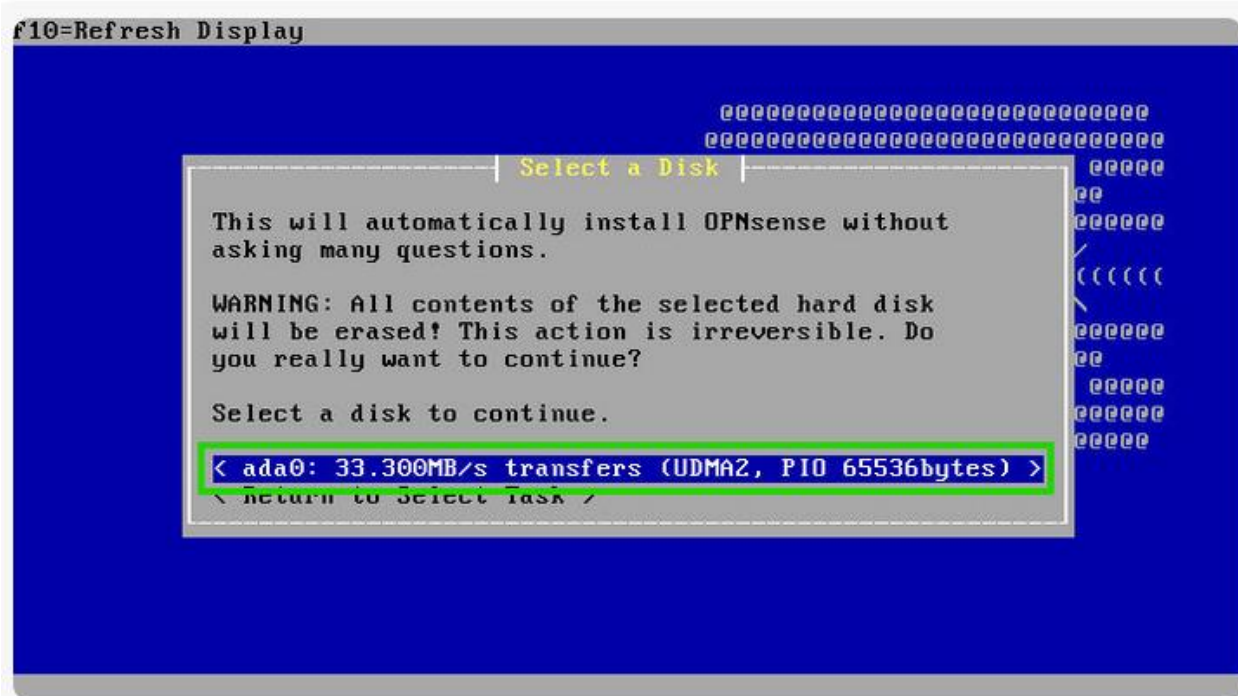 f10=Refresh Display
@@@@@@@@@@@@@@@@@@@@@@@@@@@@
@@@@@@@@@@@@@@@@@@@@@@@@@@@@@@
Select a Disk
@@@@@
@@
This will automatically install OPNsense without
@@@@@@
asking many questions.
/
((((((
WARNING: All contents of the selected hard disk
\
will be erased! This action is irreversible. Do
@@@@@@
you really want to continue?
@@
@@@@@
Select a disk to continue.
@@@@@@
@@@@@
< ada0: 33.300MB/s transfers (UDMA2, PIO 65536bytes) >
< Return to Select Task >